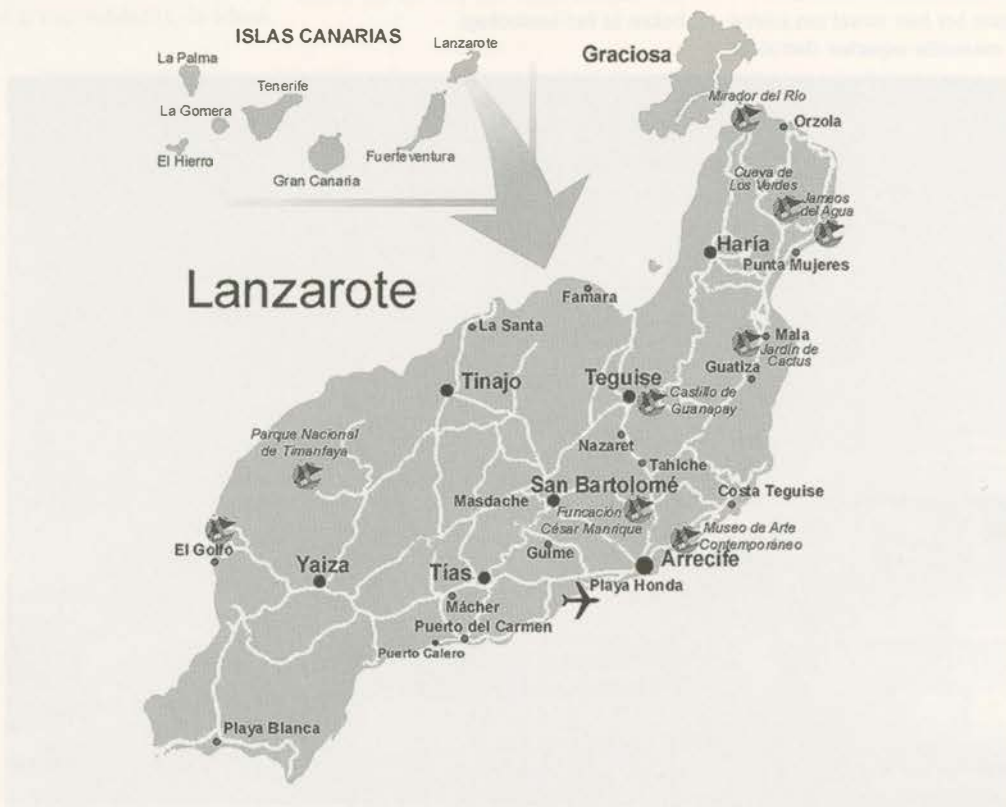 ISLAS CANARIAS
Lanzarote
La Palma
Tenerife
La Gomera
El Hierro
Fuerteventura
Gran Canaria
Graciosa
Mirador del Río
Orzola
Cueva de
Los Verdes
Jameos
del Agua
Haría
Punta Mujeres
Lanzarote
Famara
La Santa
Mala
Jardín de
Cactus
Guatiza
Tinajo
Teguise
Castillo de
Guanapay
Parque Nacional
de Timanfaya
Nazaret
Tahiche
San Bartolomé
Masdache
Costa Teguise
Funcación
César Manrique
Museo de Arte
Contemporáneo
El Golfo
Güime
Arrecife
Yaiza
Tías
Playa Honda
Mácher
Puerto del Carmen
Puerto Calero
Playa Blanca